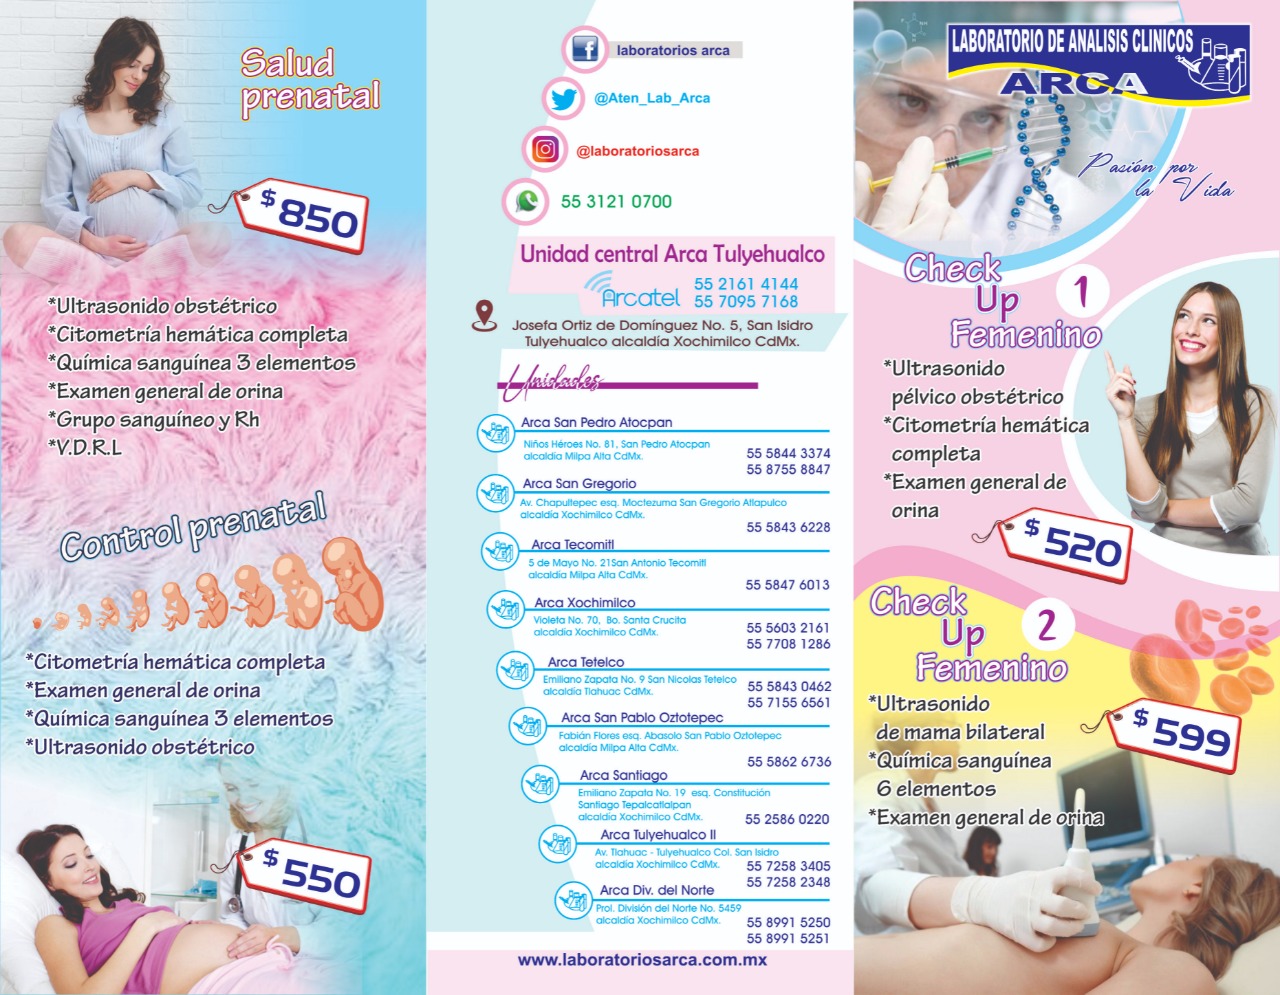 Salud
prenatal
$ 850
*Ultrasonido obstétrico
*Citometría hemática completa
*Química sanguínea 3 elementos
*Examen general de orina
*Grupo sanguíneo y Rh
*V.D.R.L
Control prenatal
*Citometría hemática completa
*Examen general de orina
*Química sanguínea 3 elementos
*Ultrasonido obstétrico
$ 550
laboratorios arca
@Aten_Lab_Arca
@laboratoriosarca
55 3121 0700
Unidad central Arca Tulyehualco
Arcatel
55 2161 4144
55 7095 7168
Josefa Ortiz de Domínguez No. 5, San Isidro
Tulyehualco alcaldía Xochimilco CdMx.
Unidades
Arca San Pedro Atocpan
Niños Héroes No. 81, San Pedro Atocpan
alcaldía Milpa Alta CdMx.
55 5844 3374
55 8755 8847
Arca San Gregorio
Av. Chapultepec esq. Moctezuma San Gregorio Atlapulco
alcaldía Xochimilco CdMx.
55 5843 6228
Arca Tecomitl
5 de Mayo No. 21San Antonio Tecomitl
alcaldía Milpa Alta CdMx.
55 5847 6013
Arca Xochimilco
Violeta No. 70, Bo. Santa Crucita
alcaldía Xochimilco CdMx.
55 5603 2161
55 7708 1286
Arca Tetelco
Emiliano Zapata No. 9 San Nicolas Tetelco
alcaldía Tlahuac CdMx.
55 5843 0462
55 7155 6561
Arca San Pablo Oztotepec
Fabián Flores esq. Abasolo San Pablo Oztotepec
alcaldía Milpa Alta CdMx.
55 5862 6736
Arca Santiago
Emiliano Zapata No. 19 esq. Constitución
Santiago Tepalcatlalpan
alcaldía Xochimilco CdMx.
55 2586 0220
Arca Tulyehualco II
Av. Tlahuac - Tulyehualco Col. San Isidro
alcaldía Xochimilco CdMx.
55 7258 3405
55 7258 2348
Arca Div. del Norte
Prol. División del Norte No. 5459
alcaldía Xochimilco CdMx.
55 8991 5250
55 8991 5251
www.laboratoriosarca.com.mx
LABORATORIO DE ANALISIS CLINICOS
ARCA
Pasión por
la Vida
Check
Up
Femenino
1
*Ultrasonido
pélvico obstétrico
*Citometría hemática
completa
*Examen general de
orina
$ 520
Check
Up
Femenino
2
*Ultrasonido
de mama bilateral
*Química sanguínea
6 elementos
*Examen general de orina
$ 599